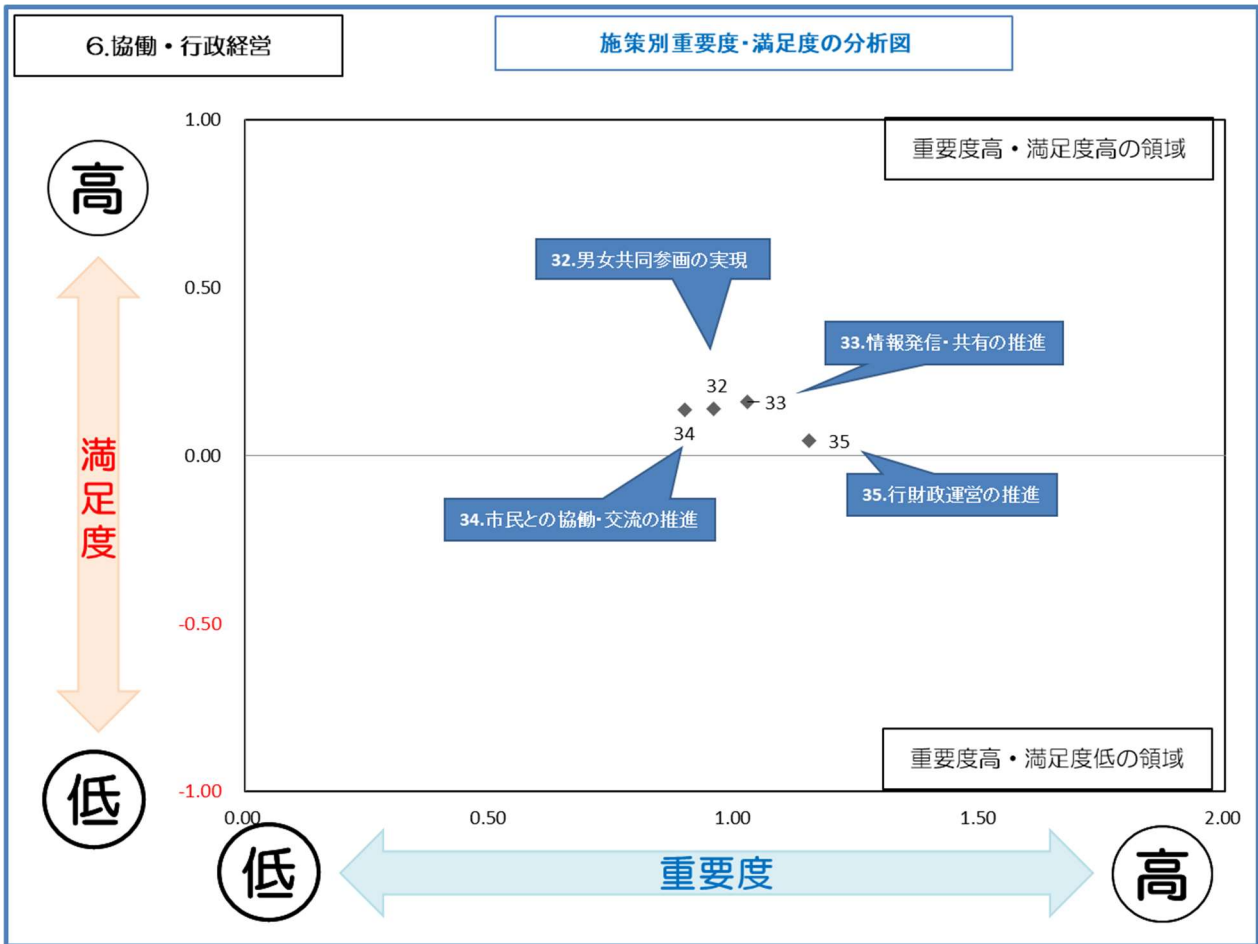 6.協働・行政経営
施策別重要度・満足度の分析図
1.00
重要度高・満足度高の領域
高
32.男女共同参画の実現
0.50
33.情報発信・共有の推進
32
33
34
35
0.00
満足度
34.市民との協働・交流の推進
35.行財政運営の推進
-0.50
重要度高・満足度低の領域
低
-1.00
0.00
0.50
1.00
1.50
2.00
低
重要度
高